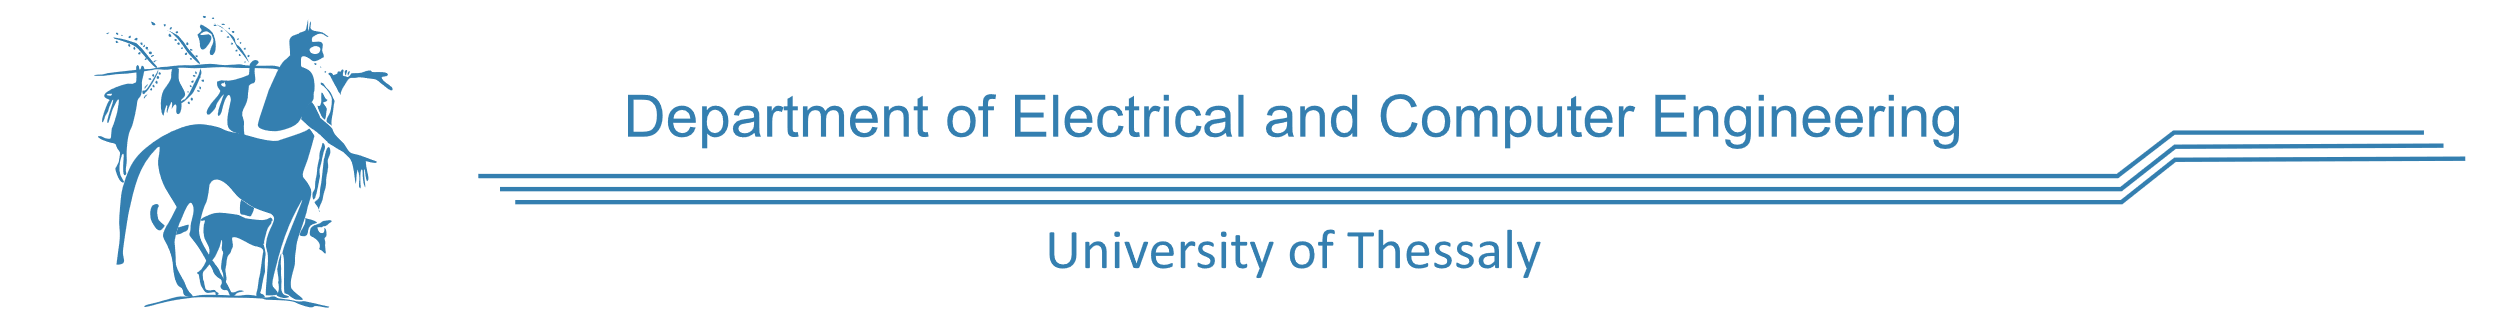 Department of Electrical and Computer Engineering
University of Thessaly